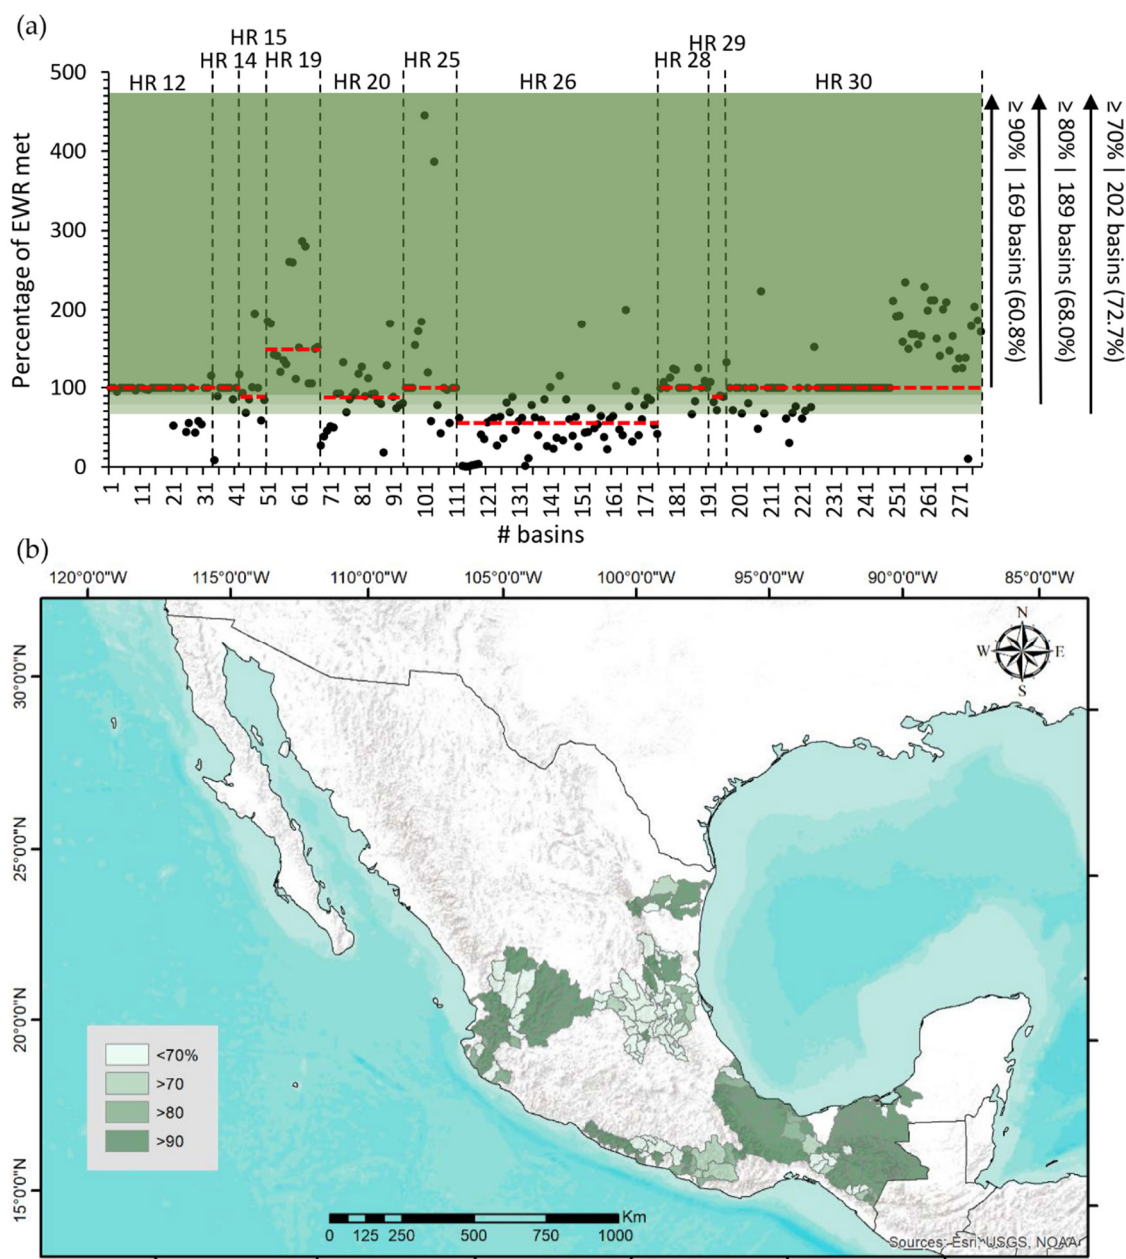 (a)
HR 15
HR 14 HR 19 HR 25 HR 29
HR 12 HR 20 HR 26 HR 28 HR 30
Percentage of EWR met
500
400
300
200
100
0
1 11 21 31 41 51 61 71 81 91 101 111 121 131 141 151 161 171 181 191 201 211 221 231 241 251 261 271
# basins
≥ 90% | 169 basins (60.8%)
≥ 80% | 189 basins (68.0%)
≥ 70% | 202 basins (72.7%)
(b)
120°0'0"W 115°0'0"W 110°0'0"W 105°0'0"W 100°0'0"W 95°0'0"W 90°0'0"W 85°0'0"W
30°0'0"N
25°0'0"N
20°0'0"N
15°0'0"N
N
W E
S
<70%
>70
>80
>90
Km
0 125 250 500 750 1000
Sources: Esri, USGS, NOAA